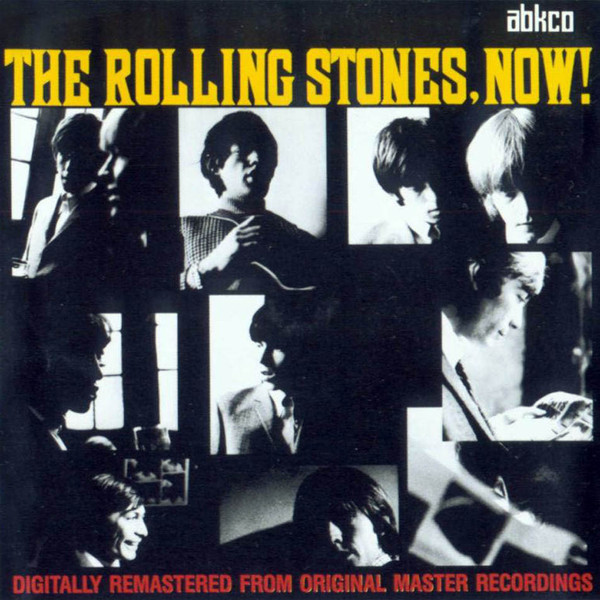 abkco
THE ROLLING STONES, NOW!
DIGITALLY REMASTERED FROM ORIGINAL MASTER RECORDINGS